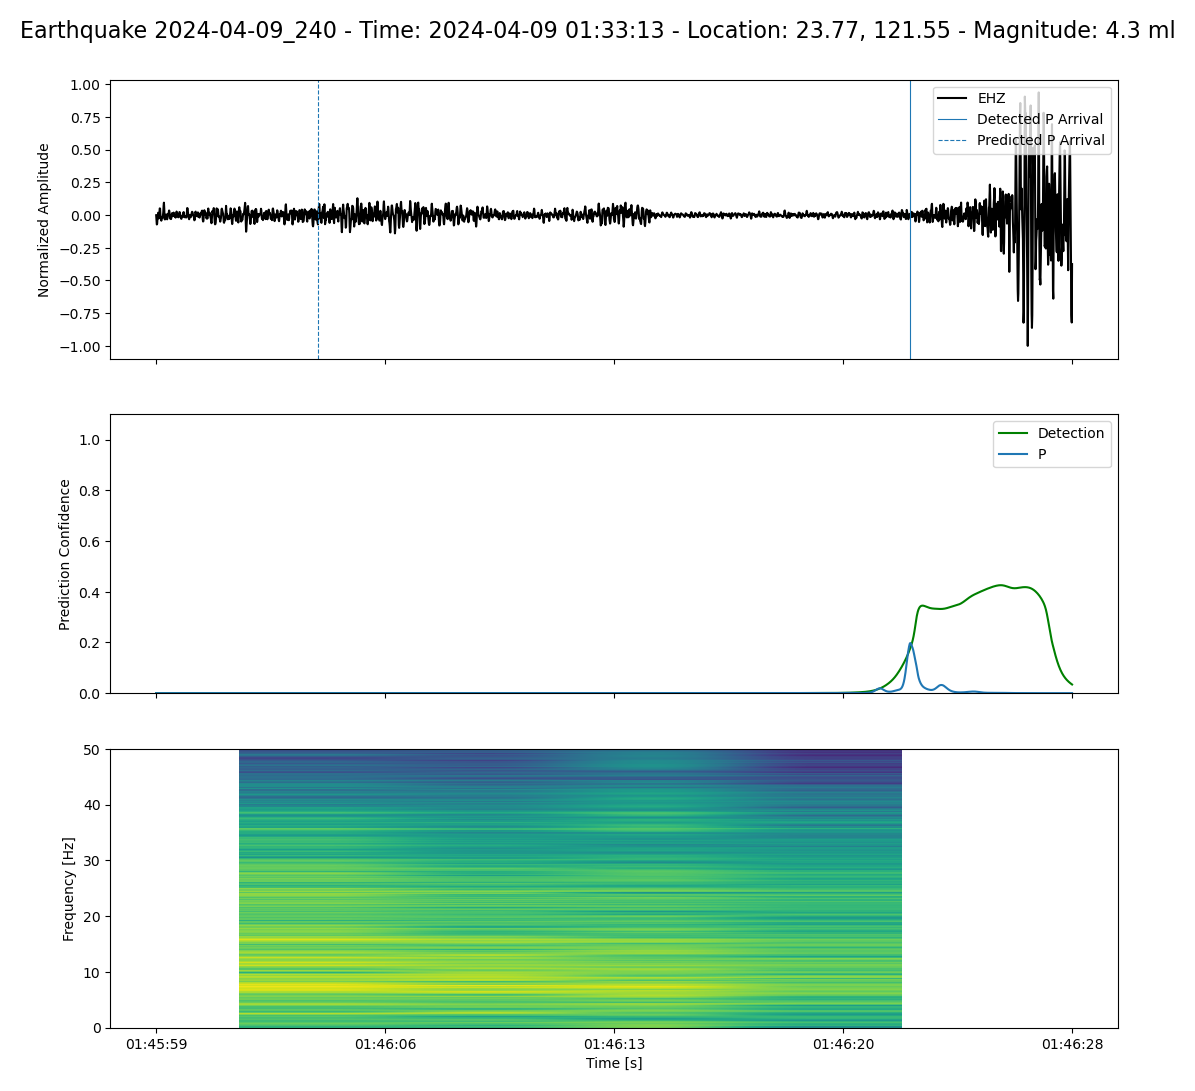 Earthquake 2024-04-09_240 - Time: 2024-04-09 01:33:13 - Location: 23.77, 121.55 - Magnitude: 4.3 ml
1.00
0.75
0.50
0.25
0.00
−0.25
−0.50
−0.75
−1.00
Normalized Amplitude
EHZ
Detected P Arrival
Predicted P Arrival
1.0
0.8
0.6
0.4
0.2
0.0
Prediction Confidence
Detection
P
50
40
30
20
10
0
Frequency [Hz]
01:45:59
01:46:06
01:46:13
01:46:20
01:46:28
Time [s]